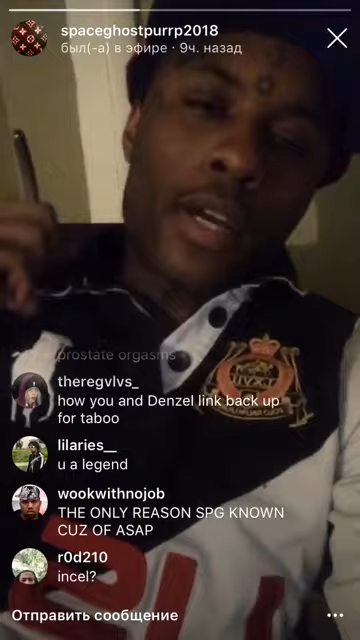 spaceghostpurrp2018
был(-а) в эфире · 9ч. назад
prostate orgasms
theregvlvs_
how you and Denzel link back up
for taboo
lilaries__
u a legend
wookwithnojob
THE ONLY REASON SPG KNOWN
CUZ OF ASAP
r0d210
incel?
Отправить сообщение